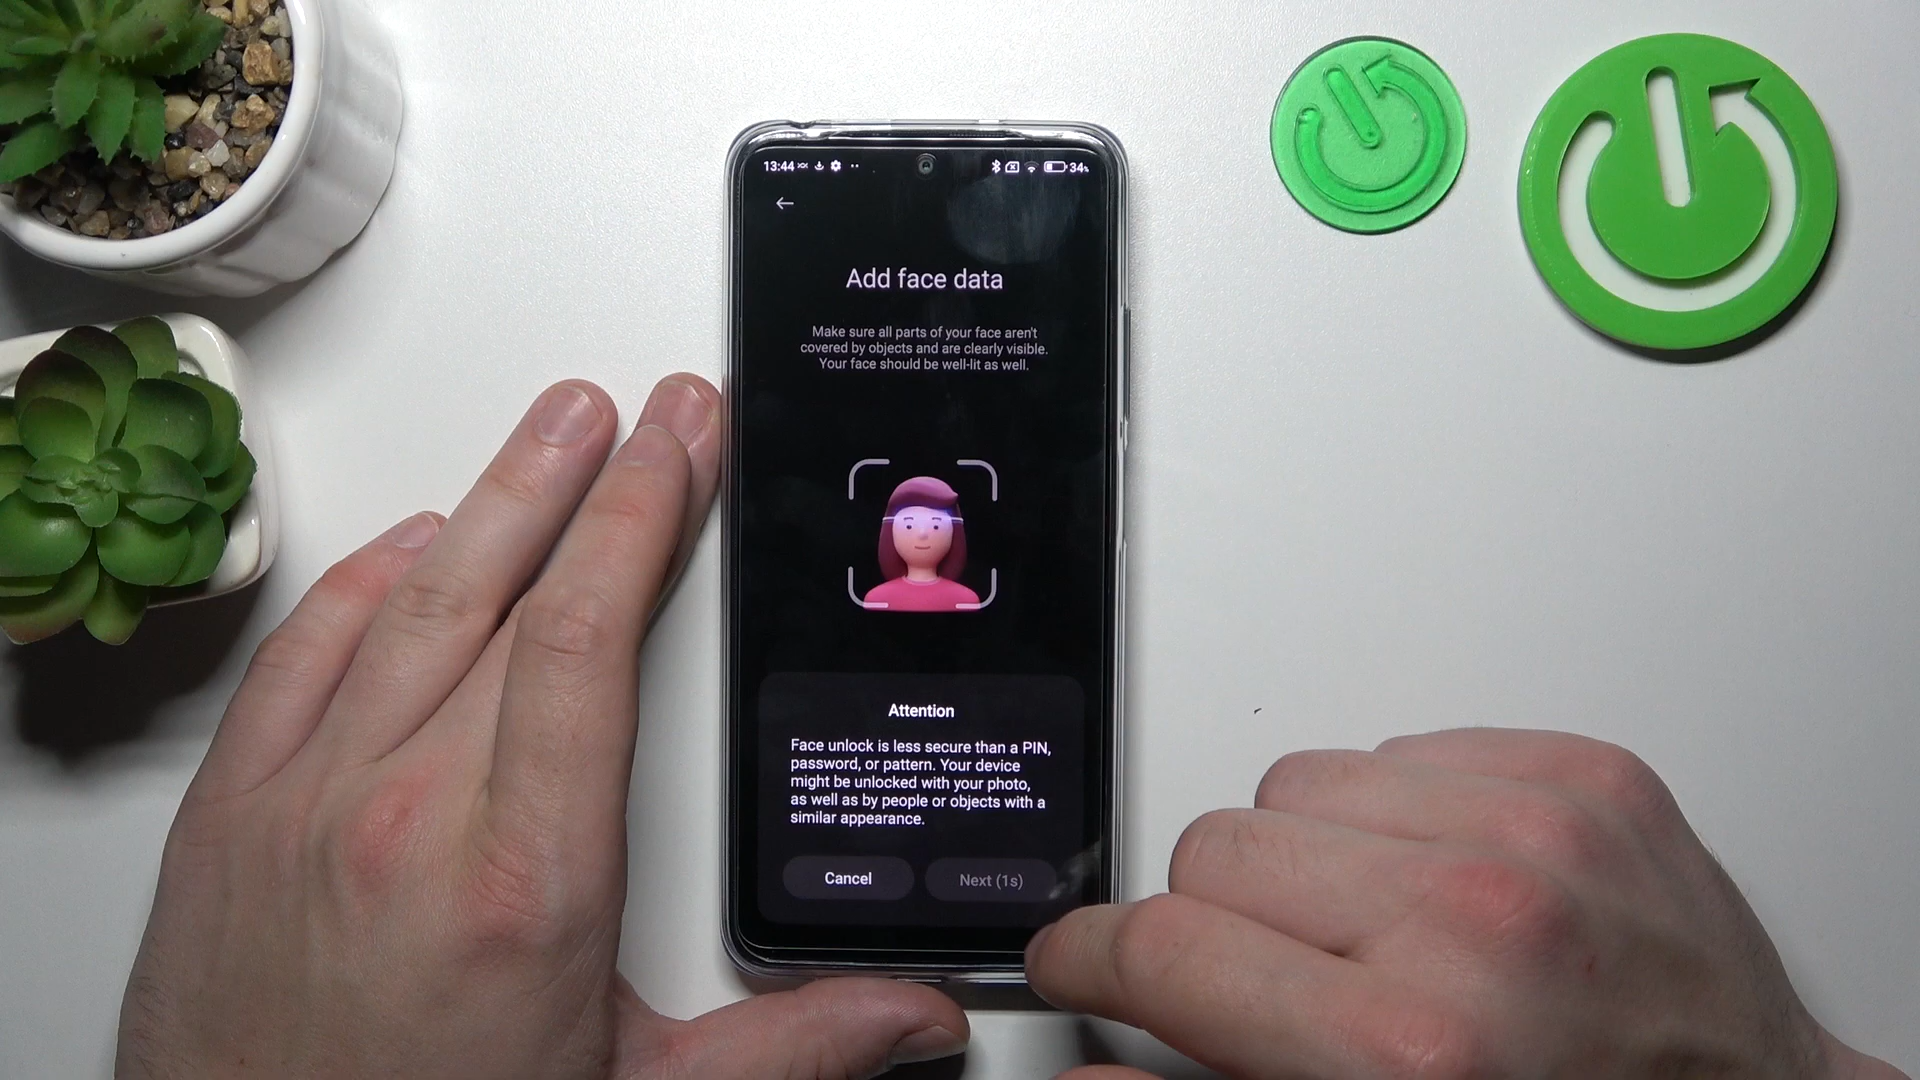 13:44 34%
Add face data
Make sure all parts of your face aren't
covered by objects and are clearly visible.
Your face should be well-lit as well.
Attention
Face unlock is less secure than a PIN,
password, or pattern. Your device
might be unlocked with your photo,
as well as by people or objects with a
similar appearance.
Cancel Next (1s)